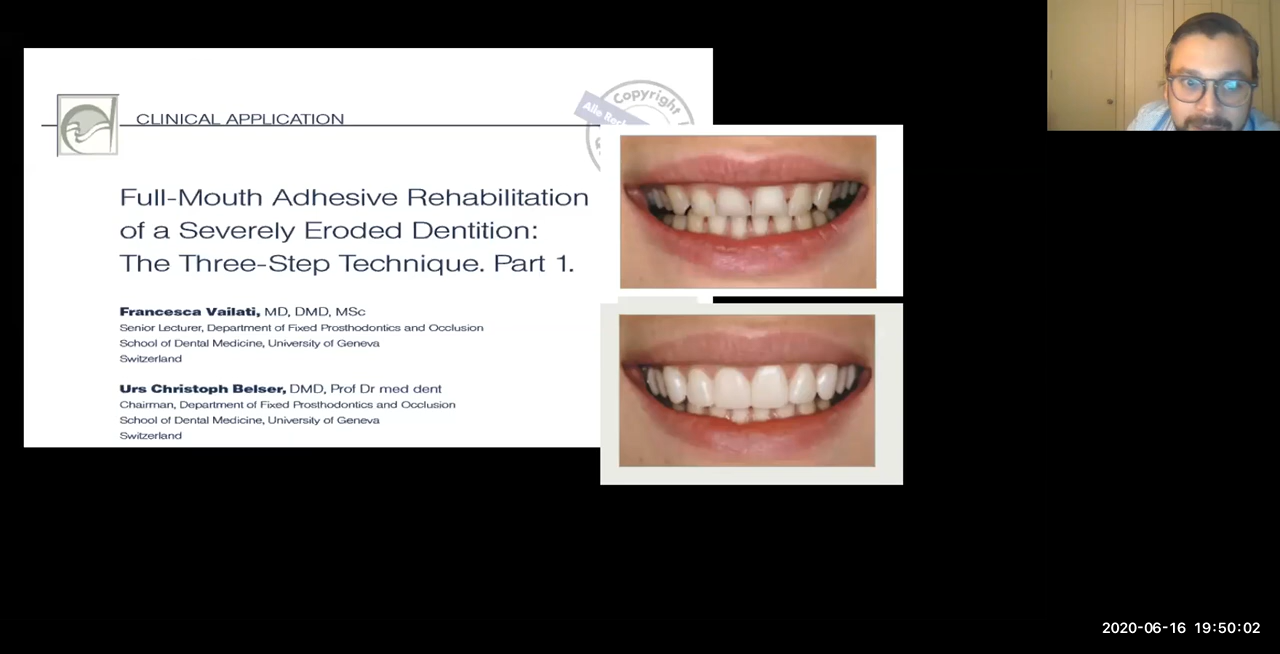 CLINICAL APPLICATION
Copyright
Full-Mouth Adhesive Rehabilitation
of a Severely Eroded Dentition:
The Three-Step Technique. Part 1.
Francesca Vailati, MD, DMD, MSc
Senior Lecturer, Department of Fixed Prosthodontics and Occlusion
School of Dental Medicine, University of Geneva
Switzerland
Urs Christoph Belser, DMD, Prof Dr med dent
Chairman, Department of Fixed Prosthodontics and Occlusion
School of Dental Medicine, University of Geneva
Switzerland
2020-06-16 19:50:02